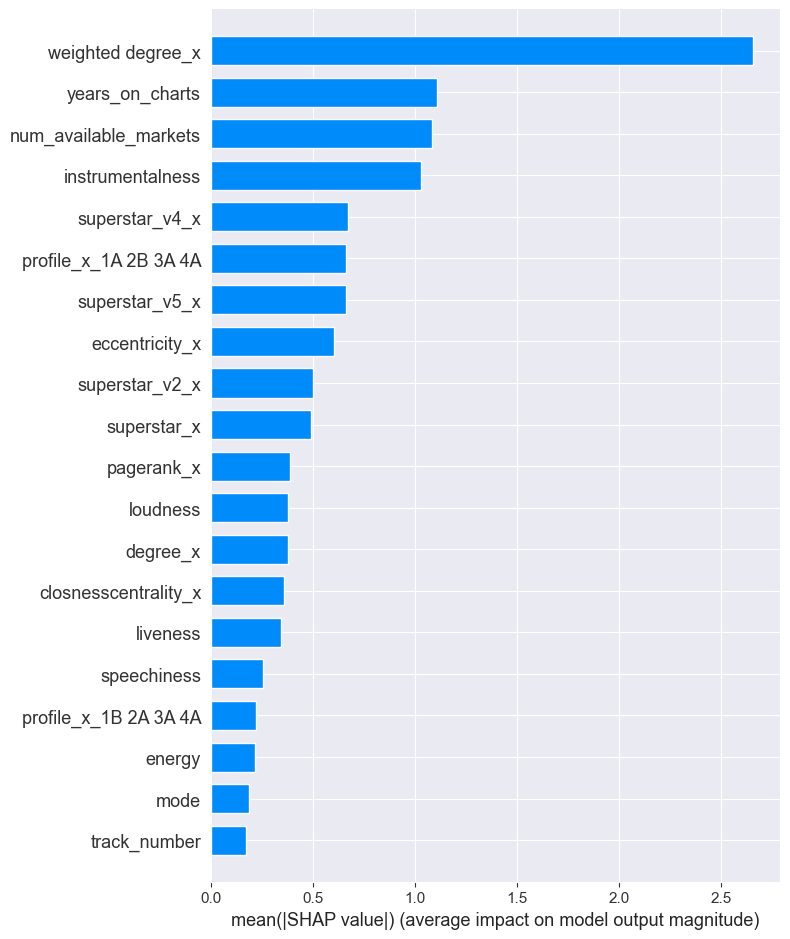 weighted degree_x
years_on_charts
num_available_markets
instrumentalness
superstar_v4_x
profile_x_1A 2B 3A 4A
superstar_v5_x
eccentricity_x
superstar_v2_x
superstar_x
pagerank_x
loudness
degree_x
closnesscentrality_x
liveness
speechiness
profile_x_1B 2A 3A 4A
energy
mode
track_number
0.0 0.5 1.0 1.5 2.0 2.5
mean(|SHAP value|) (average impact on model output magnitude)